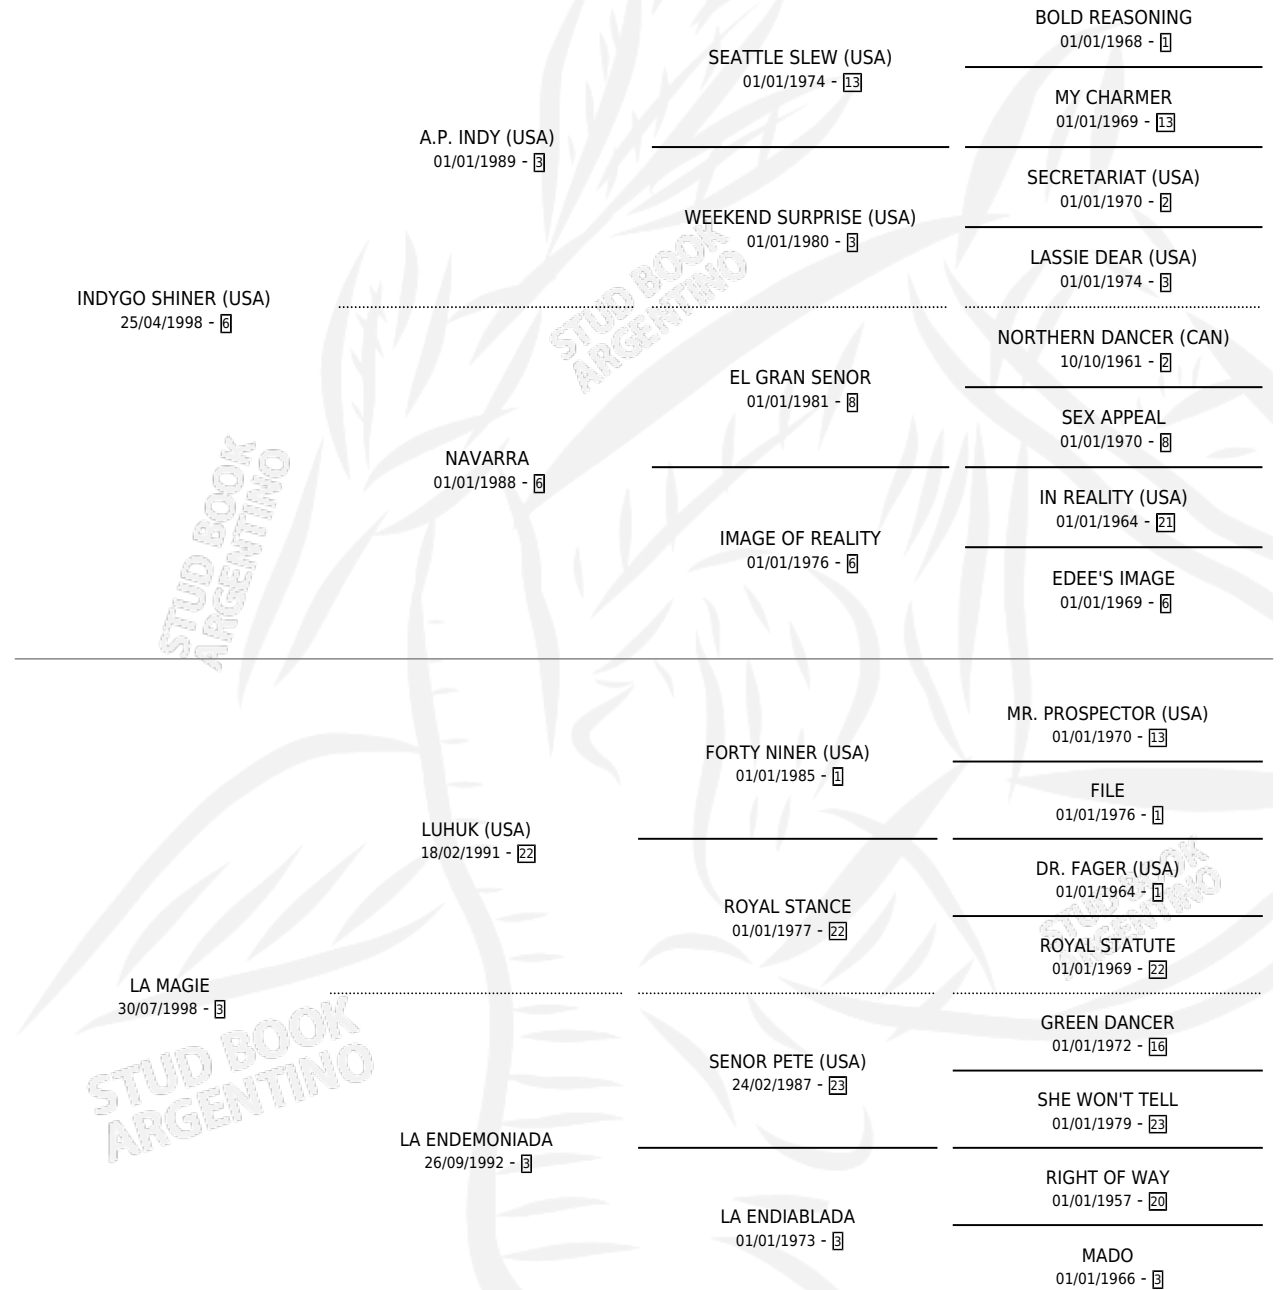 BOLD REASONING
01/01/1968 - 1
SEATTLE SLEW (USA)
01/01/1974 - 13
MY CHARMER
01/01/1969 - 13
A.P. INDY (USA)
01/01/1989 - 3
SECRETARIAT (USA)
01/01/1970 - 2
WEEKEND SURPRISE (USA)
01/01/1980 - 3
LASSIE DEAR (USA)
01/01/1974 - 3
INDYGO SHINER (USA)
25/04/1998 - 6
NORTHERN DANCER (CAN)
10/10/1961 - 2
EL GRAN SENOR
01/01/1981 - 8
SEX APPEAL
01/01/1970 - 8
NAVARRA
01/01/1988 - 6
IN REALITY (USA)
01/01/1964 - 21
IMAGE OF REALITY
01/01/1976 - 6
EDEE'S IMAGE
01/01/1969 - 6
MR. PROSPECTOR (USA)
01/01/1970 - 13
FORTY NINER (USA)
01/01/1985 - 1
FILE
01/01/1976 - 1
LUHUK (USA)
18/02/1991 - 22
DR. FAGER (USA)
01/01/1964 - 1
ROYAL STANCE
01/01/1977 - 22
ROYAL STATUTE
01/01/1969 - 22
LA MAGIE
30/07/1998 - 3
GREEN DANCER
01/01/1972 - 16
SENOR PETE (USA)
24/02/1987 - 23
SHE WON'T TELL
01/01/1979 - 23
LA ENDEMONIADA
26/09/1992 - 3
RIGHT OF WAY
01/01/1957 - 20
LA ENDIABLADA
01/01/1973 - 3
MADO
01/01/1966 - 3
STUD BOOK
ARGENTINO
STUD BOOK
ARGENTINO
STUD BOOK
ARGENTINO
STUD BOOK
ARGENTINO